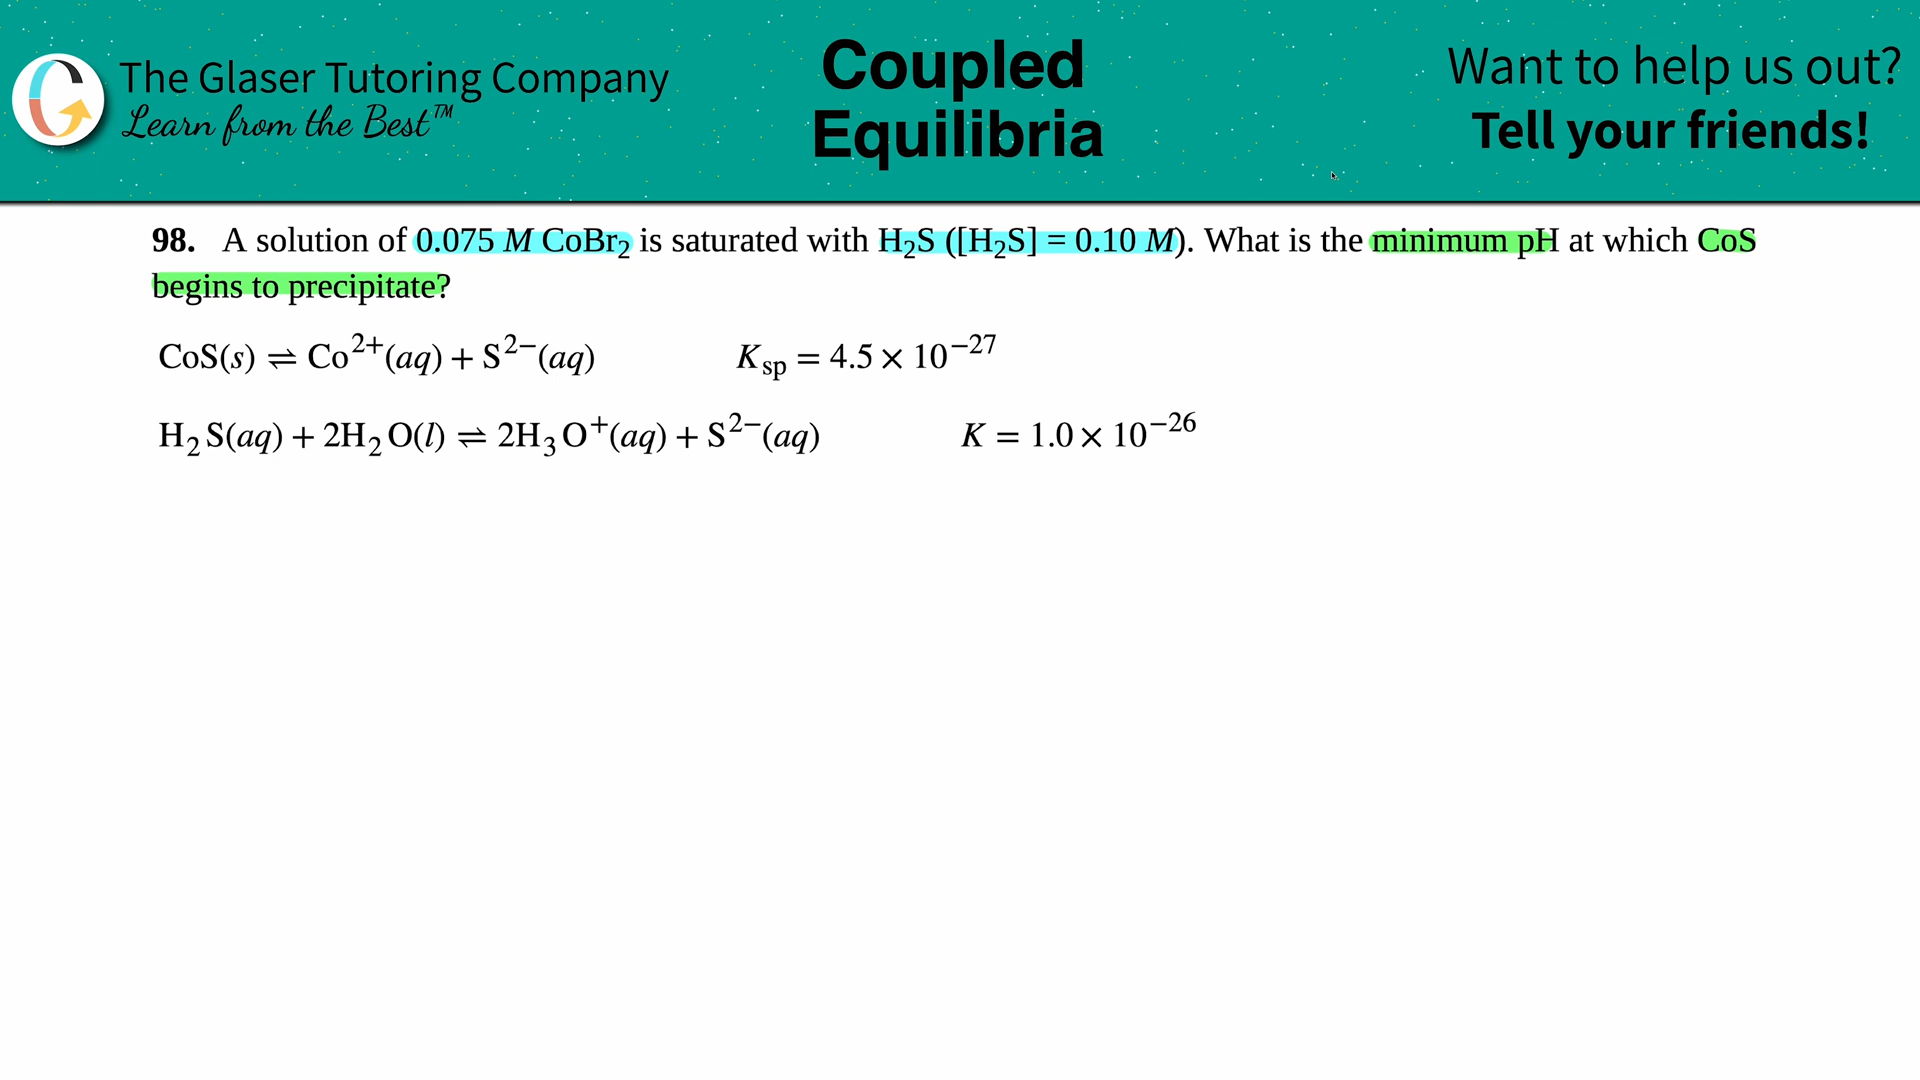 The Glaser Tutoring Company
Learn from the Best™
Coupled
Equilibria
Want to help us out?
Tell your friends!
98. A solution of 0.075 M CoBr₂ is saturated with H₂S ([H₂S] = 0.10 M). What is the minimum pH at which CoS
begins to precipitate?
CoS(s) ⇌ Co²⁺(aq) + S²⁻(aq) Kₛₚ = 4.5 × 10⁻²⁷
H₂S(aq) + 2H₂O(l) ⇌ 2H₃O⁺(aq) + S²⁻(aq) K = 1.0 × 10⁻²⁶